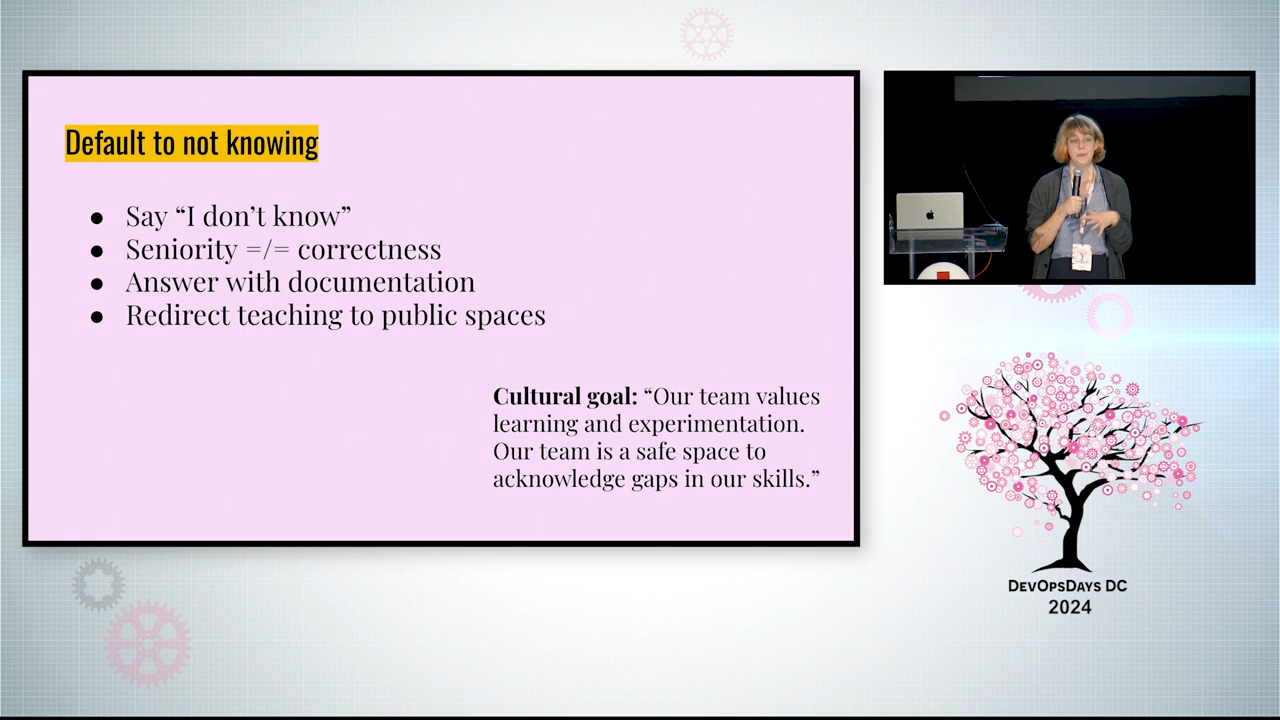 Default to not knowing
● Say “I don’t know”
● Seniority =/= correctness
● Answer with documentation
● Redirect teaching to public spaces
Cultural goal: “Our team values
learning and experimentation.
Our team is a safe space to
acknowledge gaps in our skills.”
DevOpsDays DC
2024